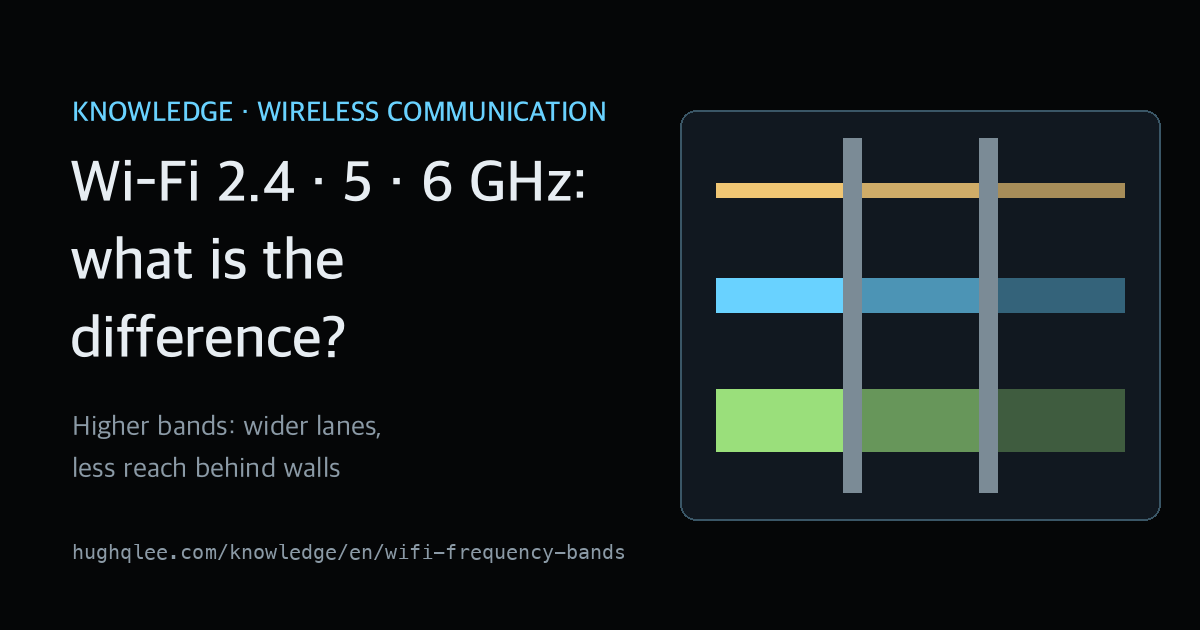 KNOWLEDGE · WIRELESS COMMUNICATION
Wi-Fi 2.4 · 5 · 6 GHz:
what is the
difference?
Higher bands: wider lanes,
less reach behind walls
hughqlee.com/knowledge/en/wifi-frequency-bands